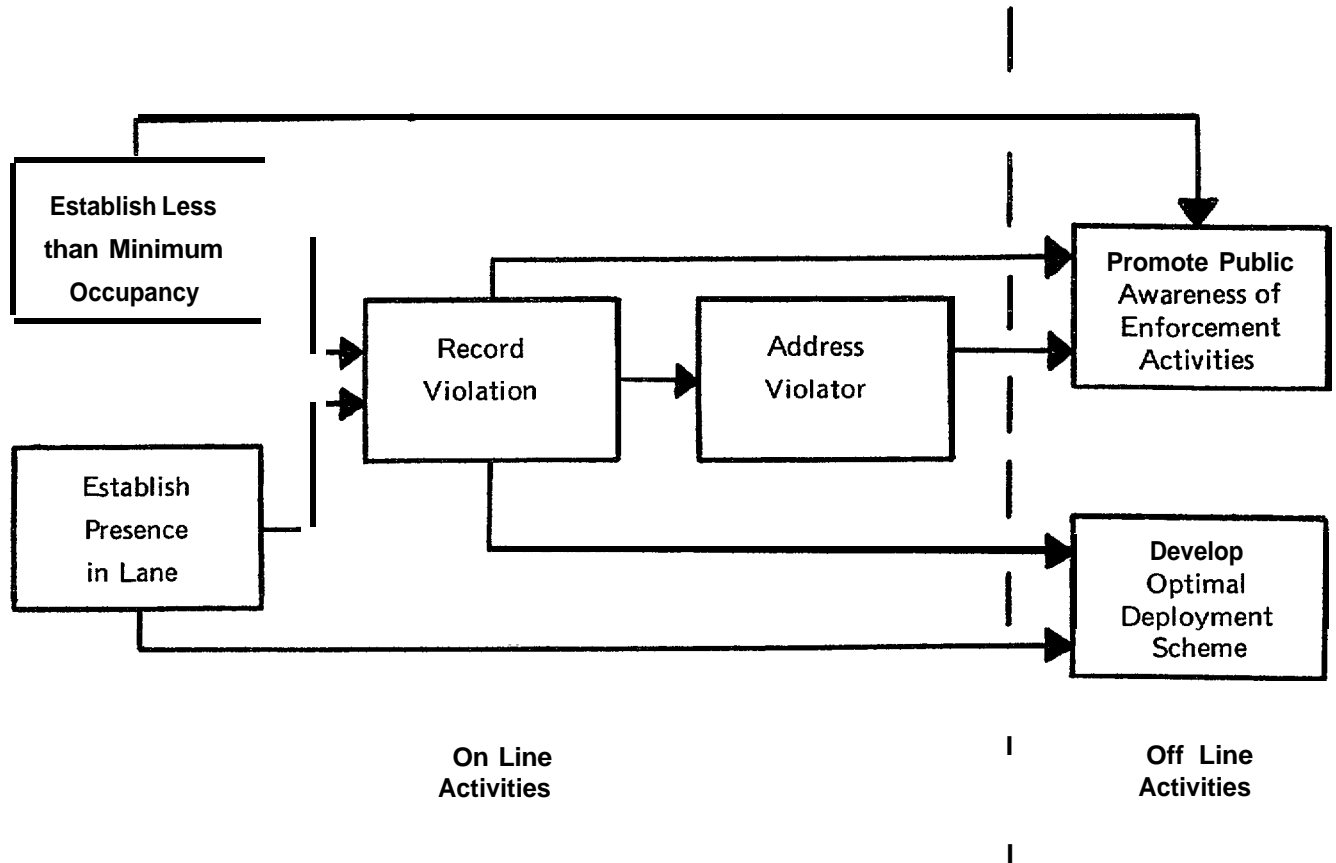 Establish Less
than Minimum
Occupancy
Establish
Presence
in Lane
Record
Violation
Address
Violator
Promote Public
Awareness of
Enforcement
Activities
Develop
Optimal
Deployment
Scheme
On Line
Activities
Off Line
Activities